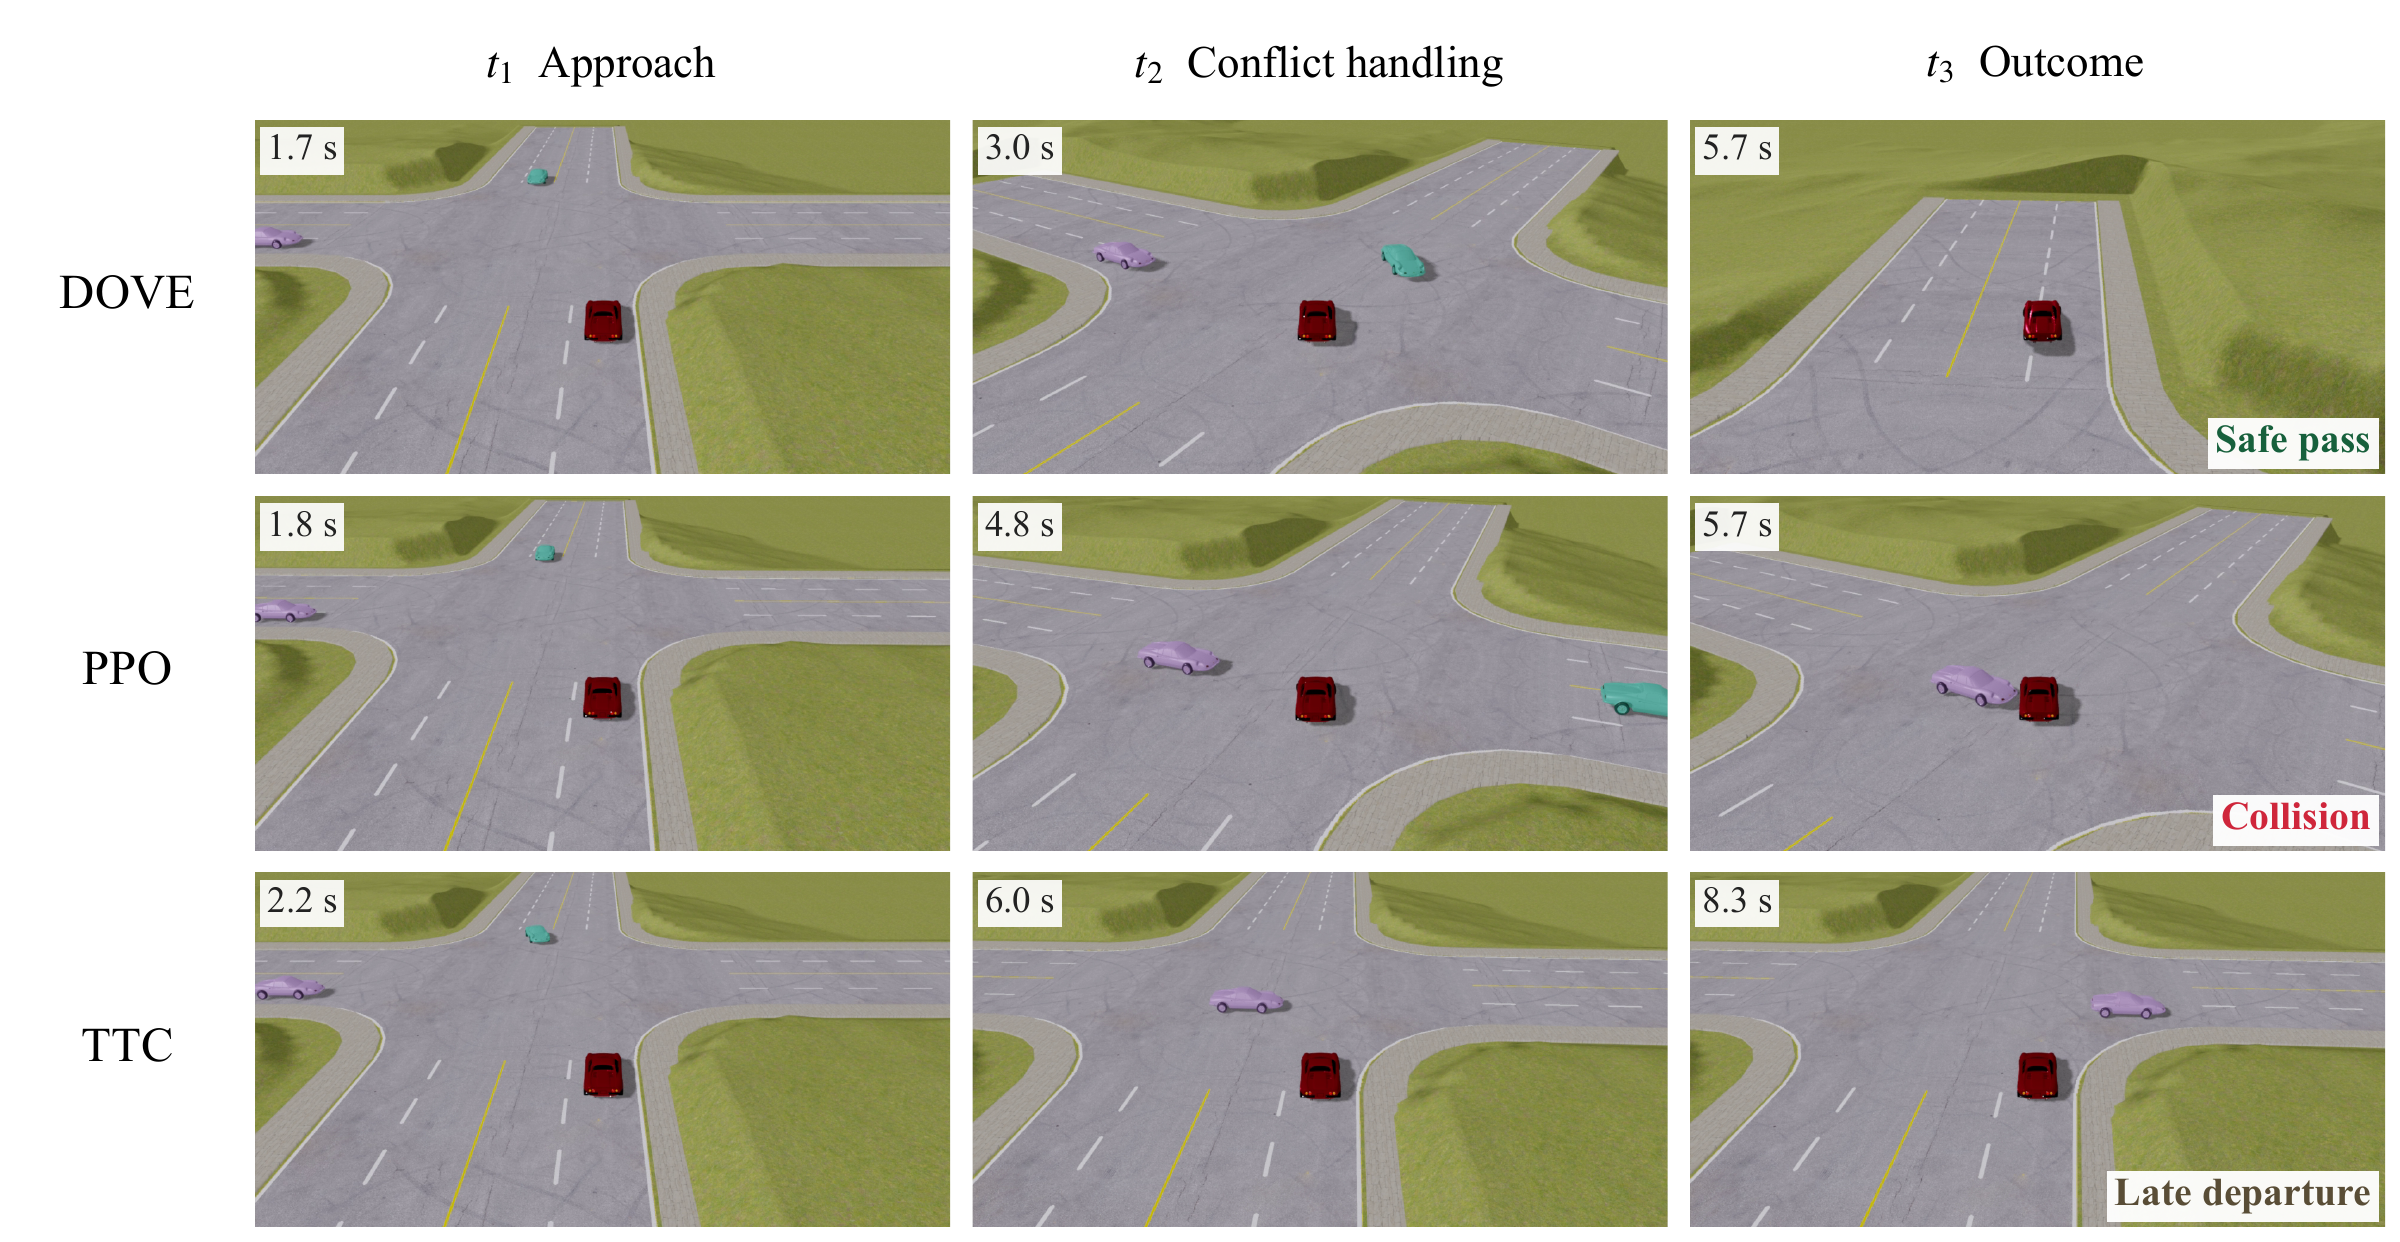 t1 Approach
t2 Conflict handling
t3 Outcome
DOVE
1.7 s
3.0 s
5.7 s
Safe pass
PPO
1.8 s
4.8 s
5.7 s
Collision
TTC
2.2 s
6.0 s
8.3 s
Late departure